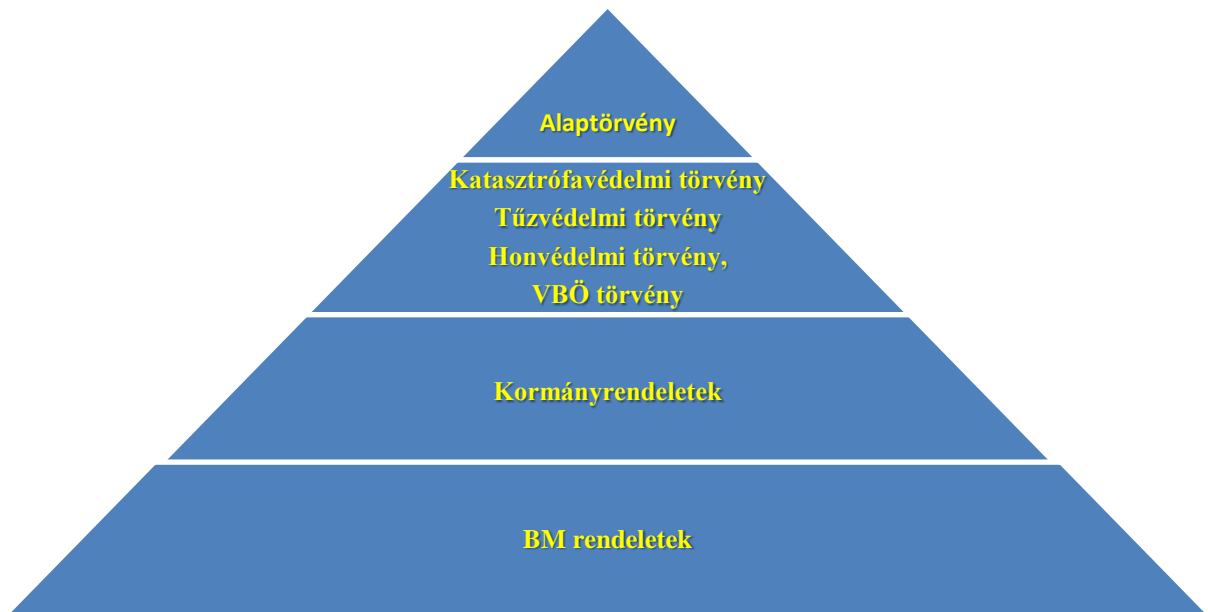 Alaptörvény
Katasztrófavédelmi törvény
Tűzvédelmi törvény
Honvédelmi törvény,
VBÖ törvény
Kormányrendeletek
BM rendeletek